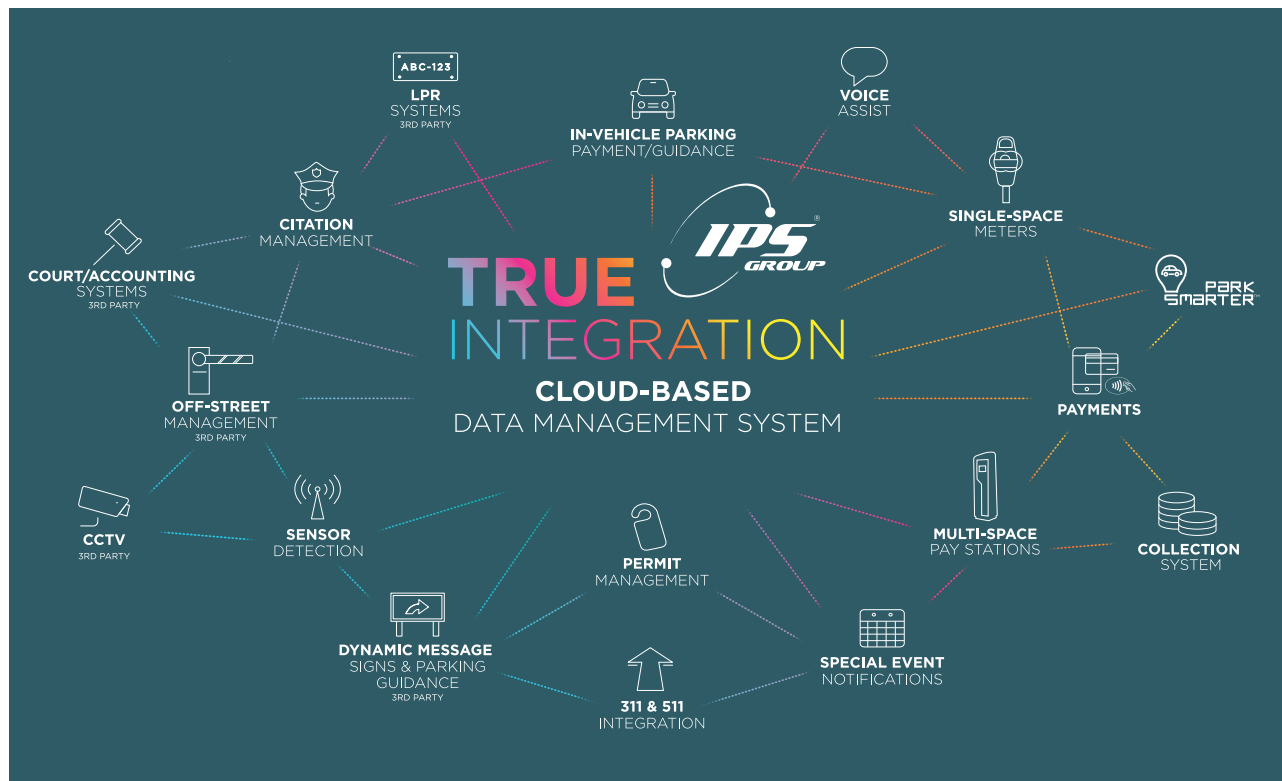 ABC-123
LPR
SYSTEMS
3RD PARTY
IN-VEHICLE PARKING
PAYMENT/GUIDANCE
VOICE
ASSIST
CITATION
MANAGEMENT
SINGLE-SPACE
METERS
COURT/ACCOUNTING
SYSTEMS
3RD PARTY
IPS
GROUP
®
TRUE
INTEGRATION
CLOUD-BASED
DATA MANAGEMENT SYSTEM
PARK
SMARTER™
OFF-STREET
MANAGEMENT
3RD PARTY
PAYMENTS
CCTV
3RD PARTY
SENSOR
DETECTION
PERMIT
MANAGEMENT
MULTI-SPACE
PAY STATIONS
COLLECTION
SYSTEM
DYNAMIC MESSAGE
SIGNS & PARKING
GUIDANCE
3RD PARTY
311 & 511
INTEGRATION
SPECIAL EVENT
NOTIFICATIONS